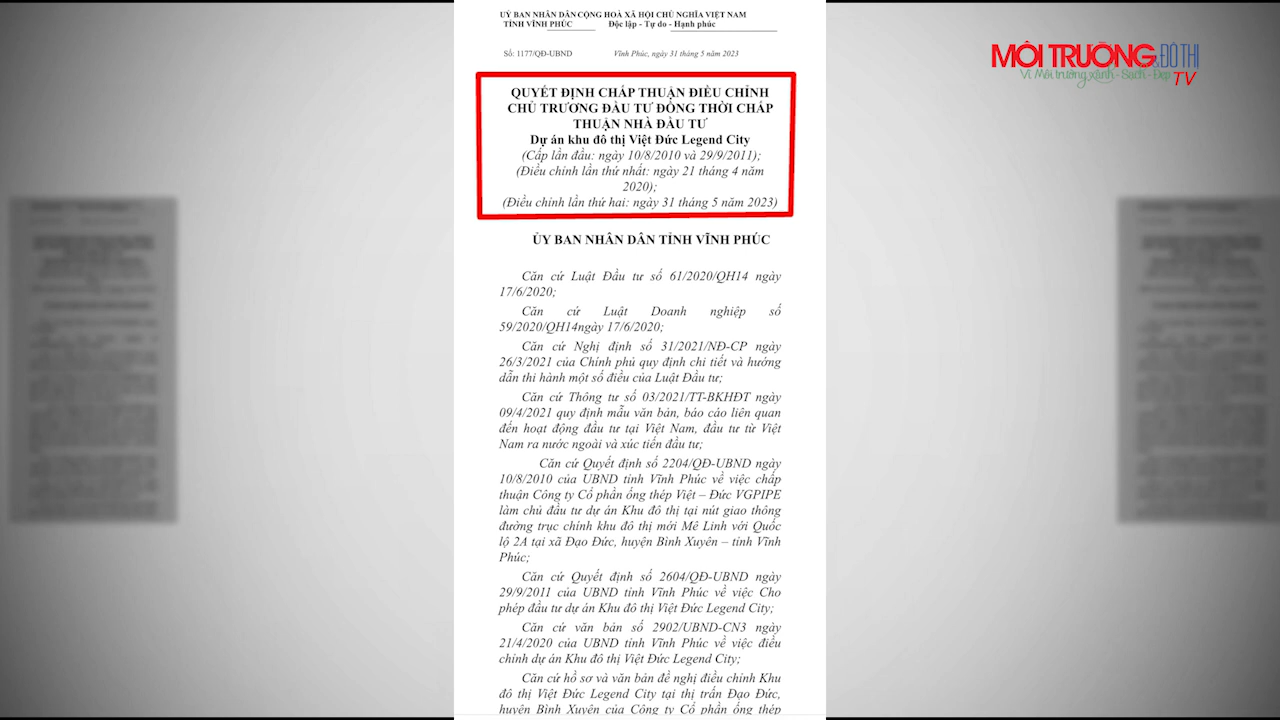 UỶ BAN NHÂN DÂN CỘNG HOÀ XÃ HỘI CHỦ NGHĨA VIỆT NAM
TỈNH VĨNH PHÚC Độc lập - Tự do - Hạnh phúc
Số: 1177/QĐ-UBND Vĩnh Phúc, ngày 31 tháng 5 năm 2023
MÔI TRƯỜNG & ĐÔ THỊ
Vì Môi trường xanh - Sạch - Đẹp TV
QUYẾT ĐỊNH CHẤP THUẬN ĐIỀU CHỈNH
CHỦ TRƯƠNG ĐẦU TƯ ĐỒNG THỜI CHẤP
THUẬN NHÀ ĐẦU TƯ
Dự án khu đô thị Việt Đức Legend City
(Cấp lần đầu: ngày 10/8/2010 và 29/9/2011);
(Điều chỉnh lần thứ nhất: ngày 21 tháng 4 năm
2020);
(Điều chỉnh lần thứ hai: ngày 31 tháng 5 năm 2023)
ỦY BAN NHÂN DÂN TỈNH VĨNH PHÚC
Căn cứ Luật Đầu tư số 61/2020/QH14 ngày
17/6/2020;
Căn cứ Luật Doanh nghiệp số
59/2020/QH14ngày 17/6/2020;
Căn cứ Nghị định số 31/2021/NĐ-CP ngày
26/3/2021 của Chính phủ quy định chi tiết và hướng
dẫn thi hành một số điều của Luật Đầu tư;
Căn cứ Thông tư số 03/2021/TT-BKHĐT ngày
09/4/2021 quy định mẫu văn bản, báo cáo liên quan
đến hoạt động đầu tư tại Việt Nam, đầu tư từ Việt
Nam ra nước ngoài và xúc tiến đầu tư;
Căn cứ Quyết định số 2204/QĐ-UBND ngày
10/8/2010 của UBND tỉnh Vĩnh Phúc về việc chấp
thuận Công ty Cổ phần ống thép Việt – Đức VGPIPE
làm chủ đầu tư dự án Khu đô thị tại nút giao thông
đường trục chính khu đô thị mới Mê Linh với Quốc
lộ 2A tại xã Đạo Đức, huyện Bình Xuyên – tỉnh Vĩnh
Phúc;
Căn cứ Quyết định số 2604/QĐ-UBND ngày
29/9/2011 của UBND tỉnh Vĩnh Phúc về việc Cho
phép đầu tư dự án Khu đô thị Việt Đức Legend City;
Căn cứ văn bản số 2902/UBND-CN3 ngày
21/4/2020 của UBND tỉnh Vĩnh Phúc về việc điều
chỉnh dự án Khu đô thị Việt Đức Legend City;
Căn cứ hồ sơ và văn bản đề nghị điều chỉnh Khu
đô thị Việt Đức Legend City tại thị trấn Đạo Đức,
huyện Bình Xuyên của Công ty Cổ phần ống thép